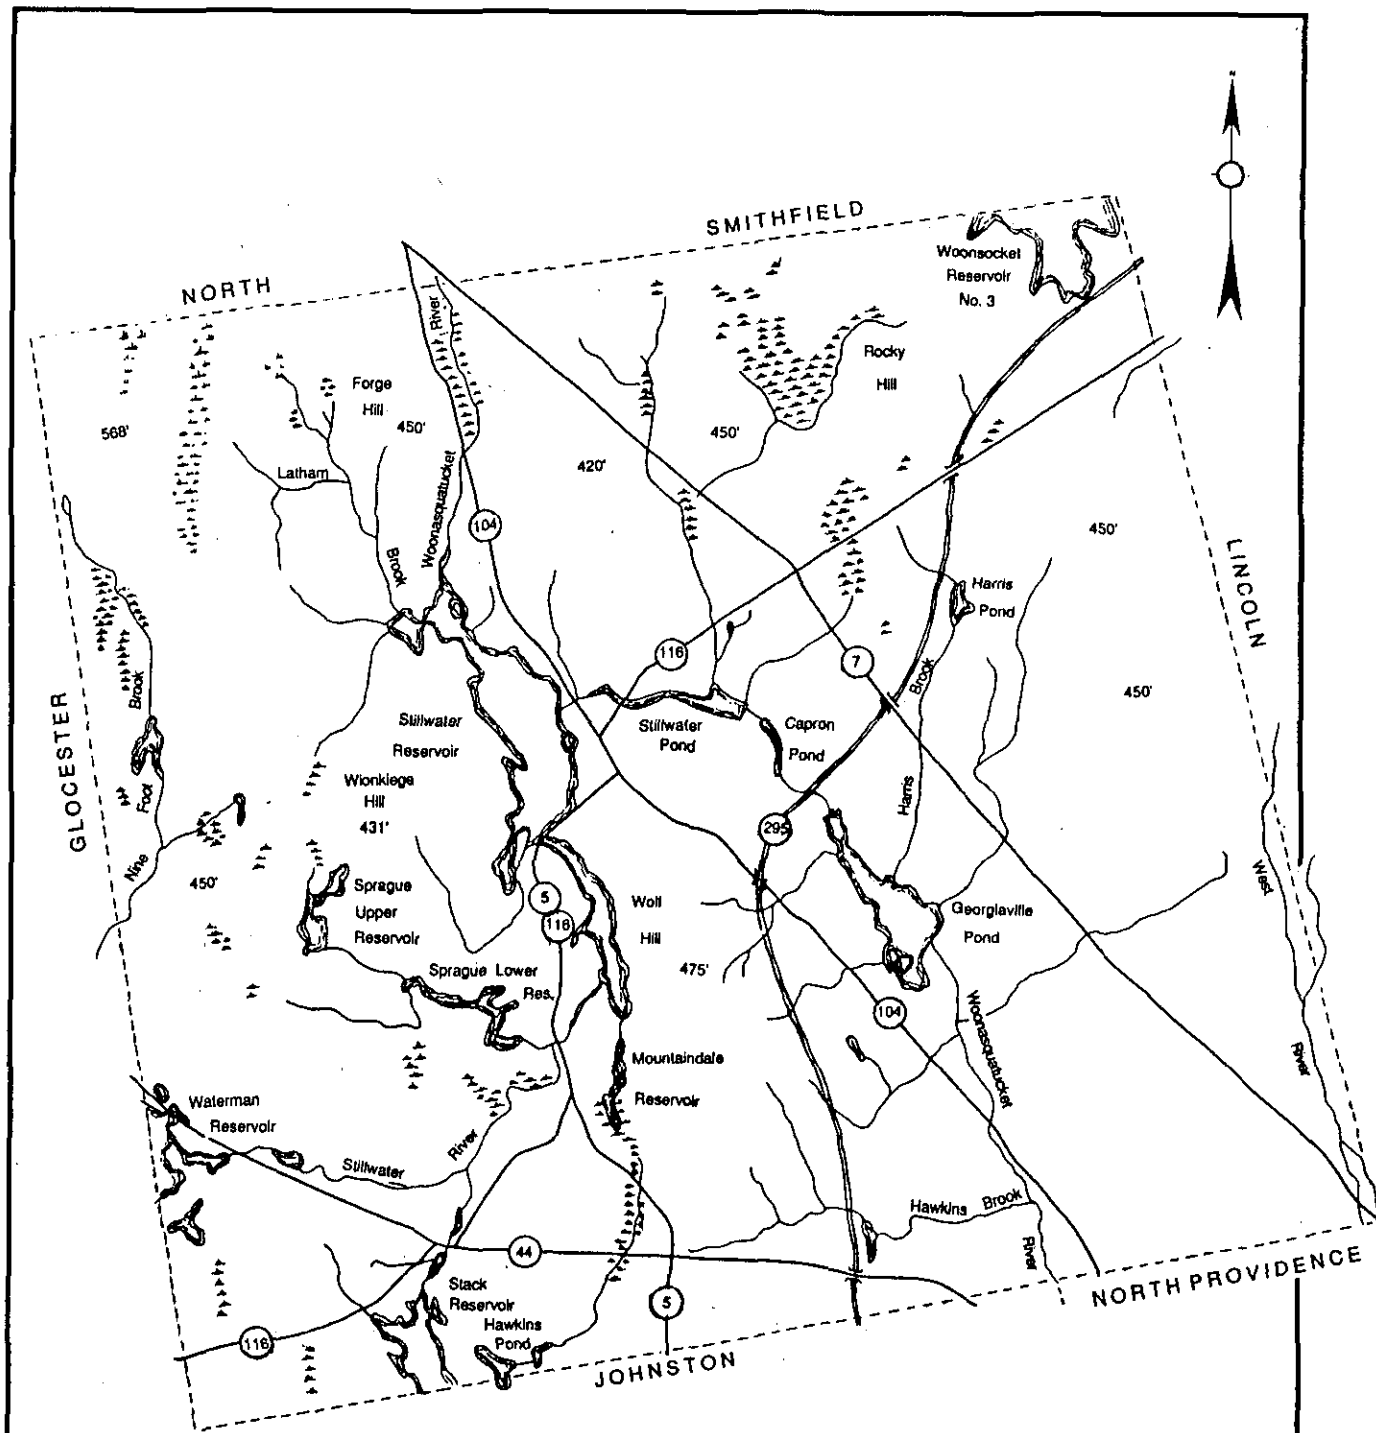 N
NORTH SMITHFIELD
Woonsocket
Reservoir
No. 3
River
Rocky
Hill
Forge
Hill
450'
568'
450'
420'
Latham
Woonasquatucket
104
450'
LINCOLN
Brook
Harris
Pond
116
7
Brook
450'
Brook
GLOCESTER
Stillwater
Reservoir
Stillwater
Pond
Capron
Pond
Wionkiege
Hill
431'
Foot
Harris
295
Nine
450'
Sprague
Upper
Reservoir
5
116
Wolf
Hill
475'
Georgiaville
Pond
West
Sprague Lower
Res.
104
Woonasquatucket
River
Mountaindale
Reservoir
Waterman
Reservoir
Stillwater
River
Hawkins
Brook
River
44
Stack
Reservoir
Hawkins
Pond
5
116
NORTH PROVIDENCE
JOHNSTON